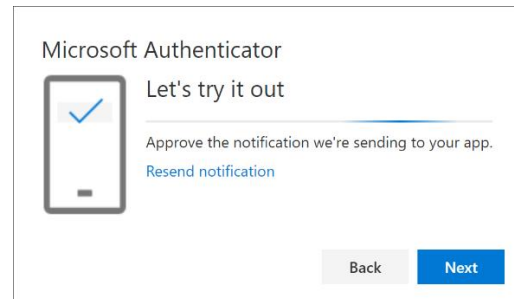 Microsoft Authenticator
Let's try it out
Approve the notification we're sending to your app.
Resend notification
Back
Next